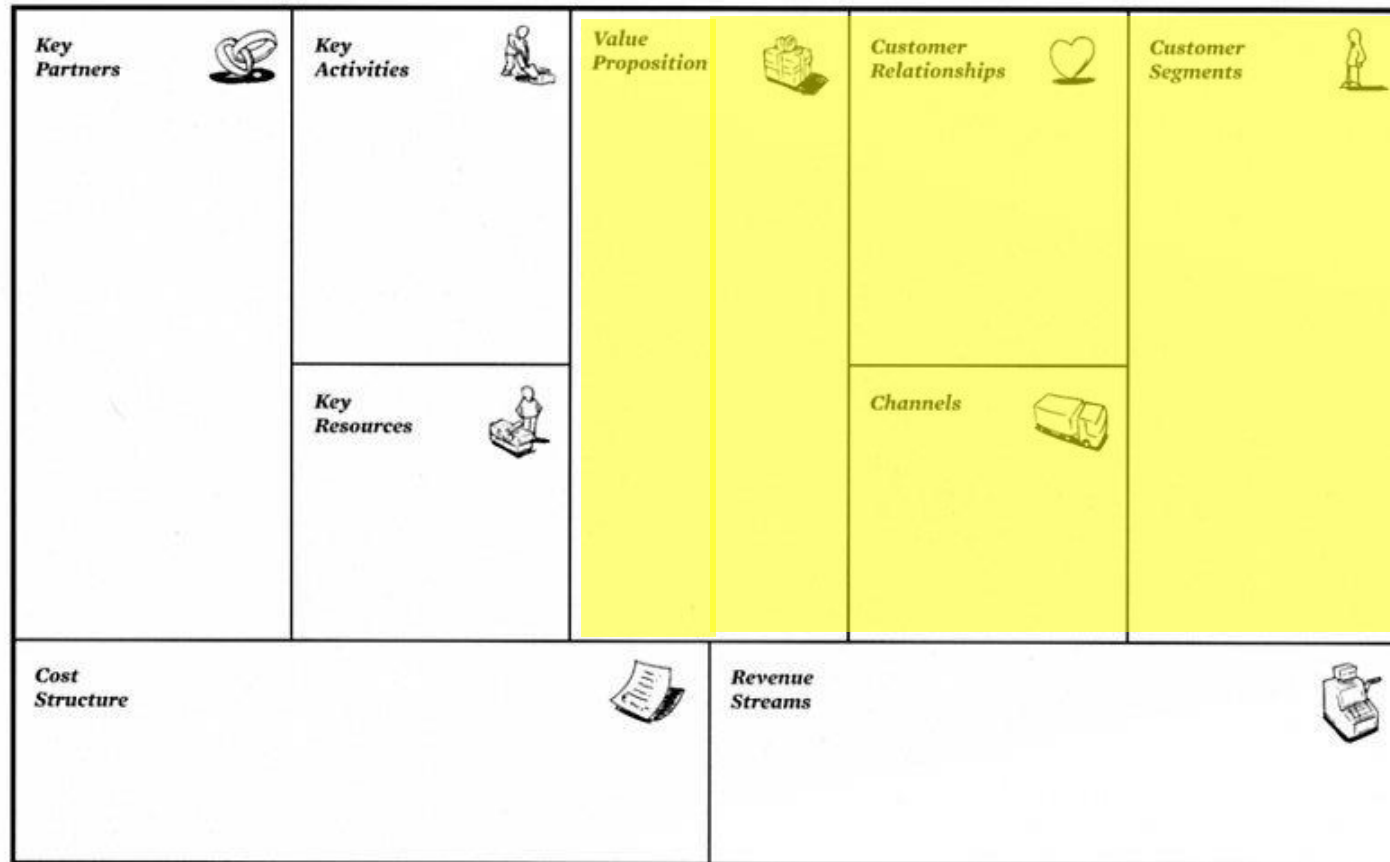 Key
Partners
Key
Activities
Value
Proposition
Customer
Relationships
Customer
Segments
Key
Resources
Channels
Cost
Structure
Revenue
Streams